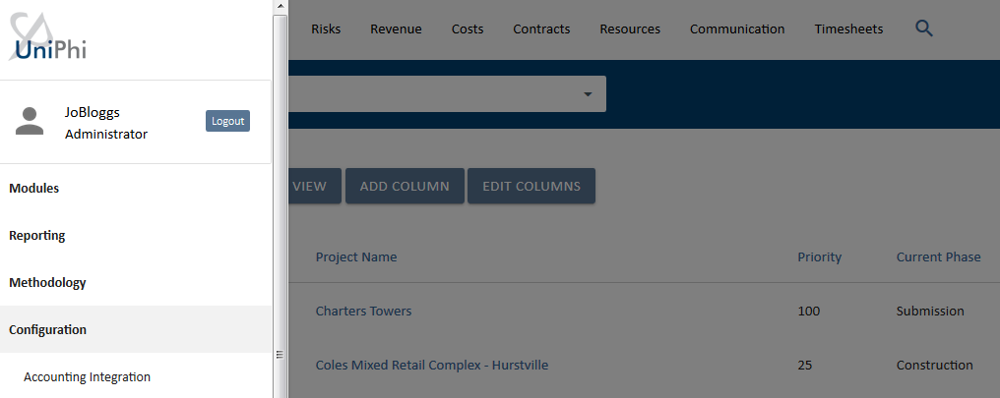 UniPhi
Risks Revenue Costs Contracts Resources Communication Timesheets
JoBloggs
Administrator
Logout
Modules
Reporting
Methodology
Configuration
Accounting Integration
VIEW ADD COLUMN EDIT COLUMNS
Project Name Priority Current Phase
Charters Towers 100 Submission
Coles Mixed Retail Complex - Hurstville 25 Construction